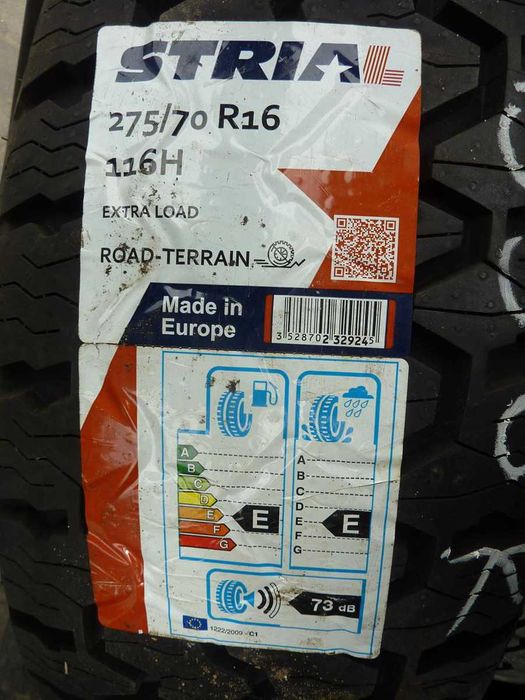 STRIAL
275/70 R16
116H
EXTRA LOAD
ROAD-TERRAIN
Made in
Europe
3 528702 329245
A
B
C
D
E
F
G
E
A
B
C
D
E
F
G
E
73 dB
1222/2009 - C1